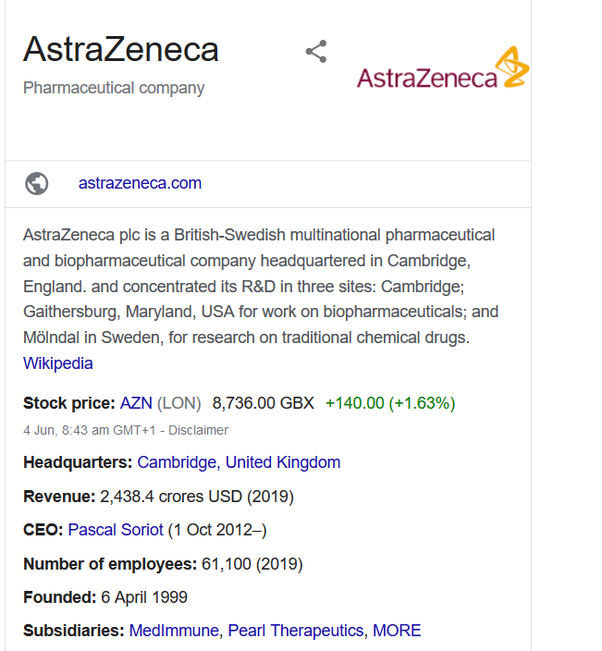 AstraZeneca
AstraZeneca
Pharmaceutical company
astrazeneca.com
AstraZeneca plc is a British-Swedish multinational pharmaceutical
and biopharmaceutical company headquartered in Cambridge,
England. and concentrated its R&D in three sites: Cambridge;
Gaithersburg, Maryland, USA for work on biopharmaceuticals; and
Mölndal in Sweden, for research on traditional chemical drugs.
Wikipedia
Stock price: AZN (LON) 8,736.00 GBX +140.00 (+1.63%)
4 Jun, 8:43 am GMT+1 - Disclaimer
Headquarters: Cambridge, United Kingdom
Revenue: 2,438.4 crores USD (2019)
CEO: Pascal Soriot (1 Oct 2012–)
Number of employees: 61,100 (2019)
Founded: 6 April 1999
Subsidiaries: MedImmune, Pearl Therapeutics, MORE